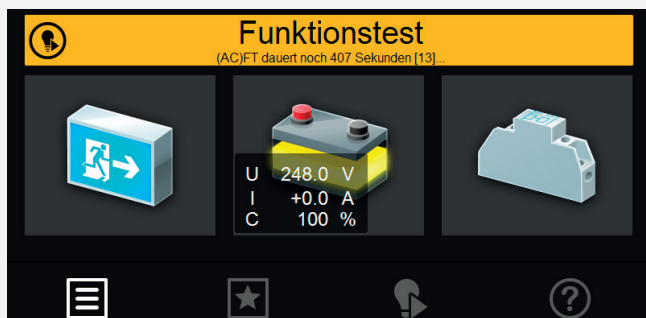 Funktionstest
(AC)FT dauert noch 407 Sekunden [13]...
U 248.0 V
I +0.0 A
C 100 %